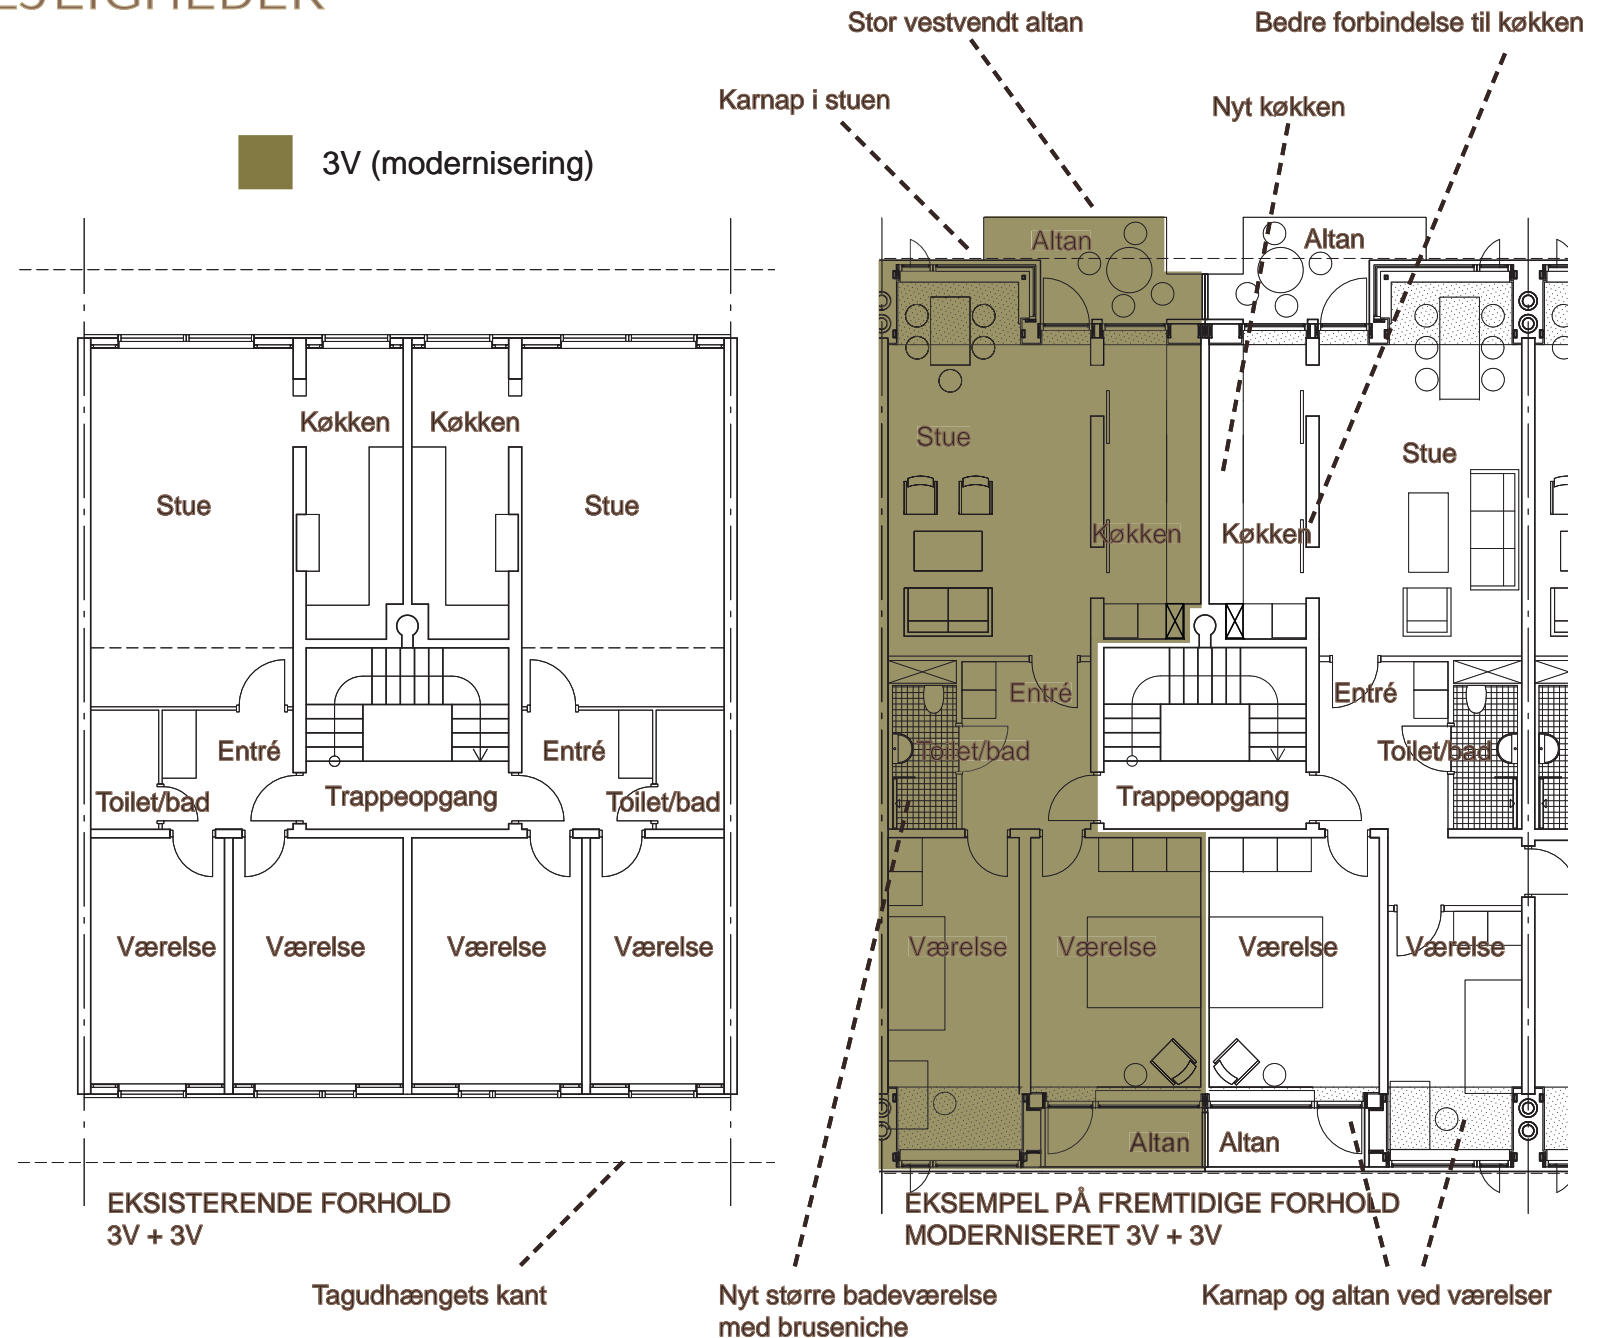 Stor vestvendt altan
Bedre forbindelse til køkken
Karnap i stuen
Nyt køkken
3V (modernisering)
Altan
Altan
Køkken
Køkken
Stue
Stue
Stue
Stue
Køkken
Køkken
Entré
Entré
Toilet/bad
Toilet/bad
Entré
Entré
Toilet/bad
Trappeopgang
Toilet/bad
Trappeopgang
Værelse
Værelse
Værelse
Værelse
Værelse
Værelse
Værelse
Værelse
Altan
Altan
EKSISTERENDE FORHOLD
3V + 3V
EKSEMPEL PÅ FREMTIDIGE FORHOLD
MODERNISERET 3V + 3V
Tagudhængets kant
Nyt større badeværelse
med bruseniche
Karnap og altan ved værelser